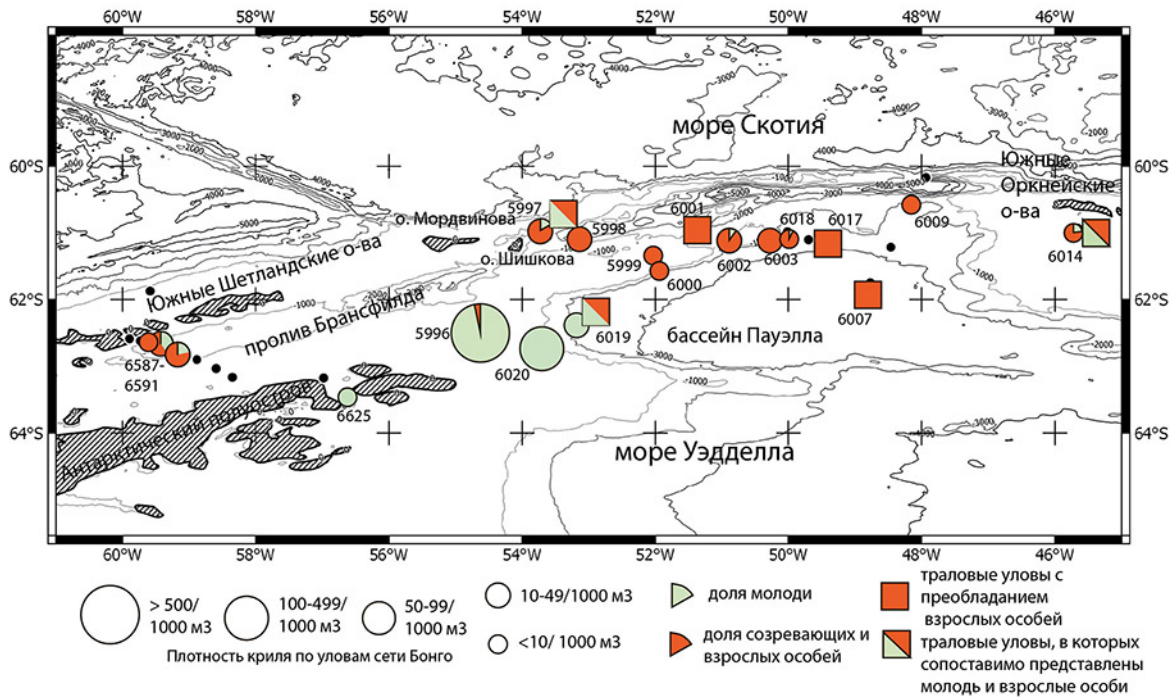 60°W 58°W 56°W 54°W 52°W 50°W 48°W 46°W
море Скотия
60°S
60°S
Южные
Оркнейские
о-ва
о. Мордвинова
5997
6001
6018 6017
6009
5998
о. Шишкова
5999
6002
6003
6014
Южные Шетландские о-ва
6000
62°S
62°S
пролив Брансфилда
5996
6019
бассейн Пауэлла
6007
6020
6587-
6591
6625
Антарктический полуостров
64°S
64°S
море Уэдделла
60°W 58°W 56°W 54°W 52°W 50°W 48°W 46°W
> 500/
1000 м3
100-499/
1000 м3
50-99/
1000 м3
10-49/1000 м3
<10/ 1000 м3
Плотность криля по уловам сети Бонго
доля молоди
доля созревающих и
взрослых особей
траловые уловы с
преобладанием
взрослых особей
траловые уловы, в которых
сопоставимо представлены
молодь и взрослые особи